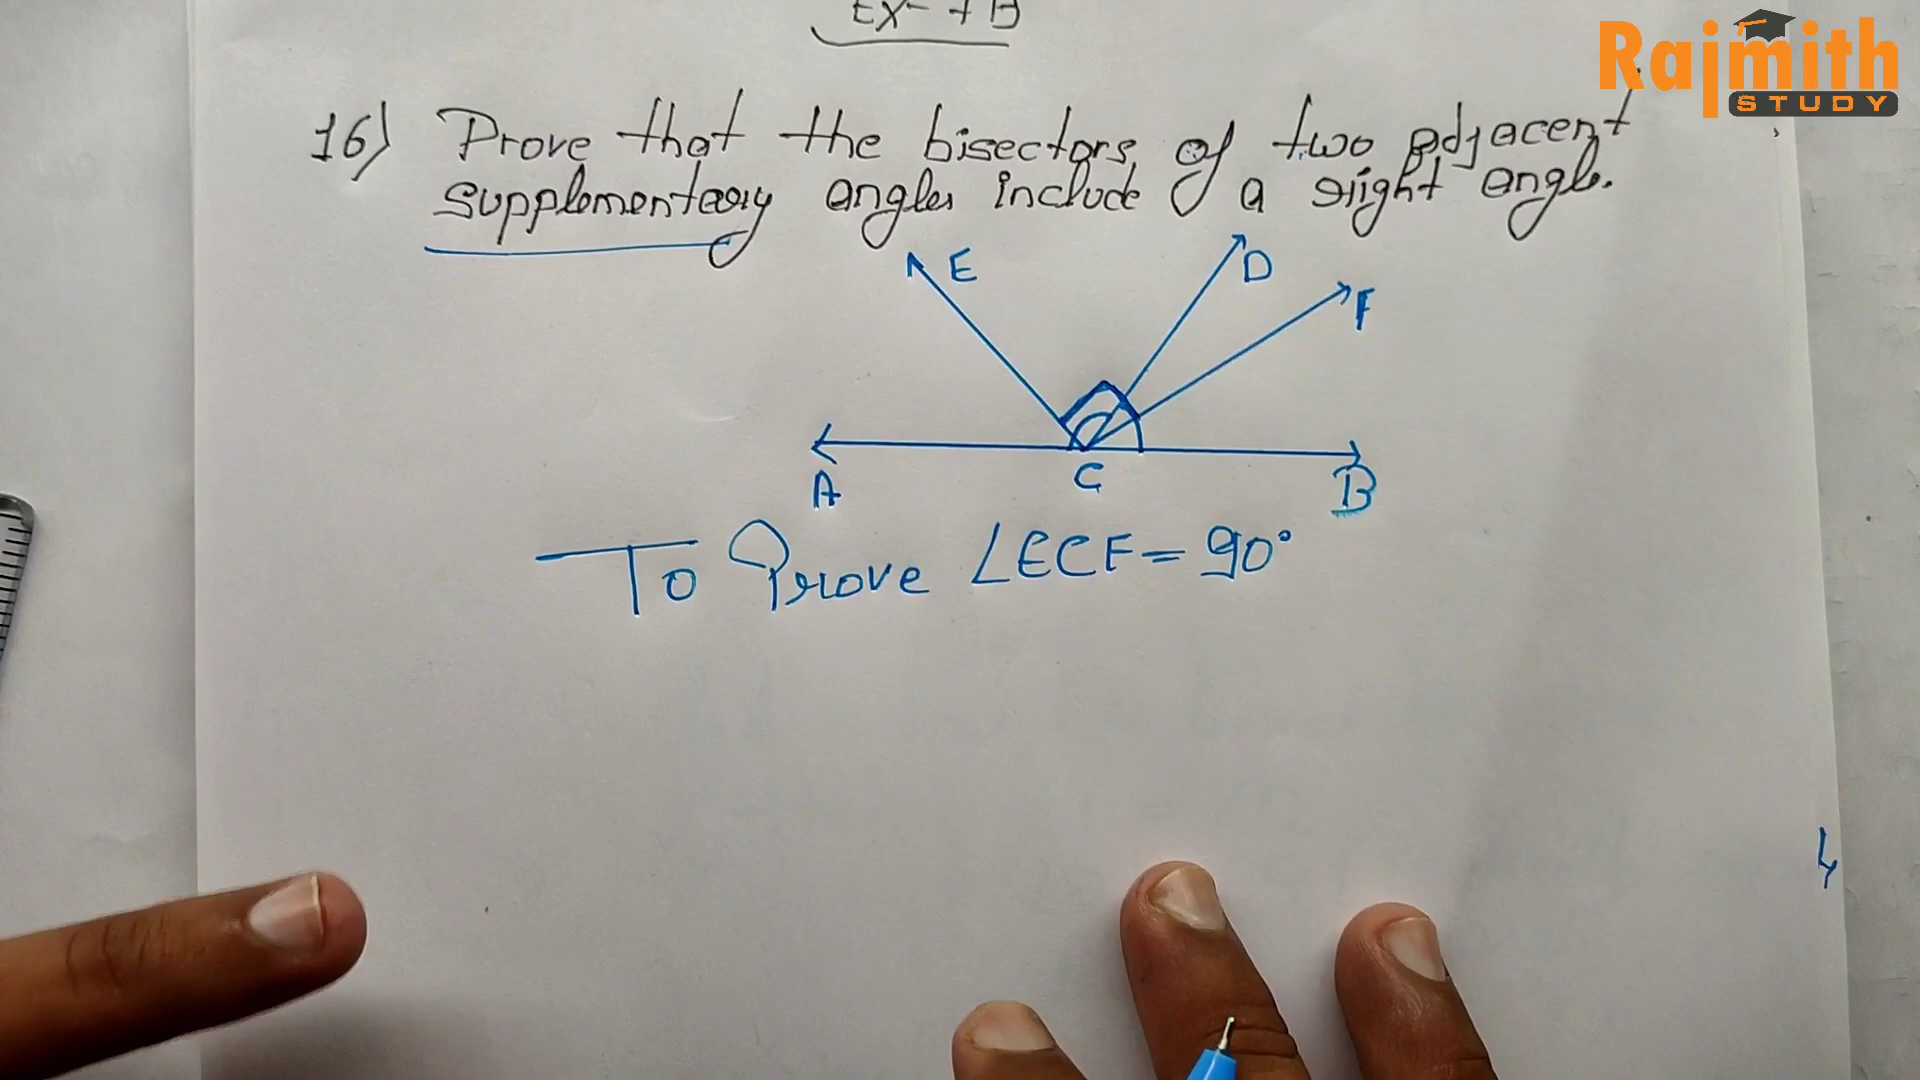 Rajmith
STUDY
16) Prove that the bisectors of two adjacent
supplementary angles include a right angle.
E
D
F
A
C
B
To Prove ∠ECF = 90°